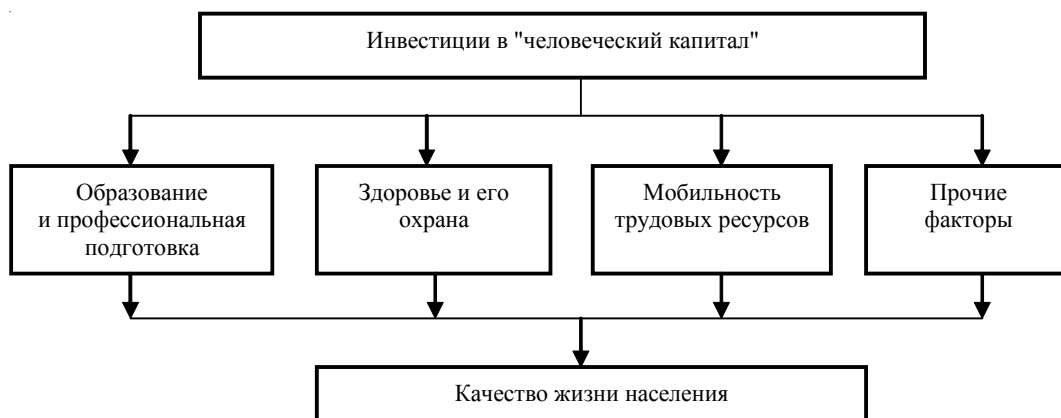 Инвестиции в "человеческий капитал"
Образование
и профессиональная
подготовка
Здоровье и его
охрана
Мобильность
трудовых ресурсов
Прочие
факторы
Качество жизни населения